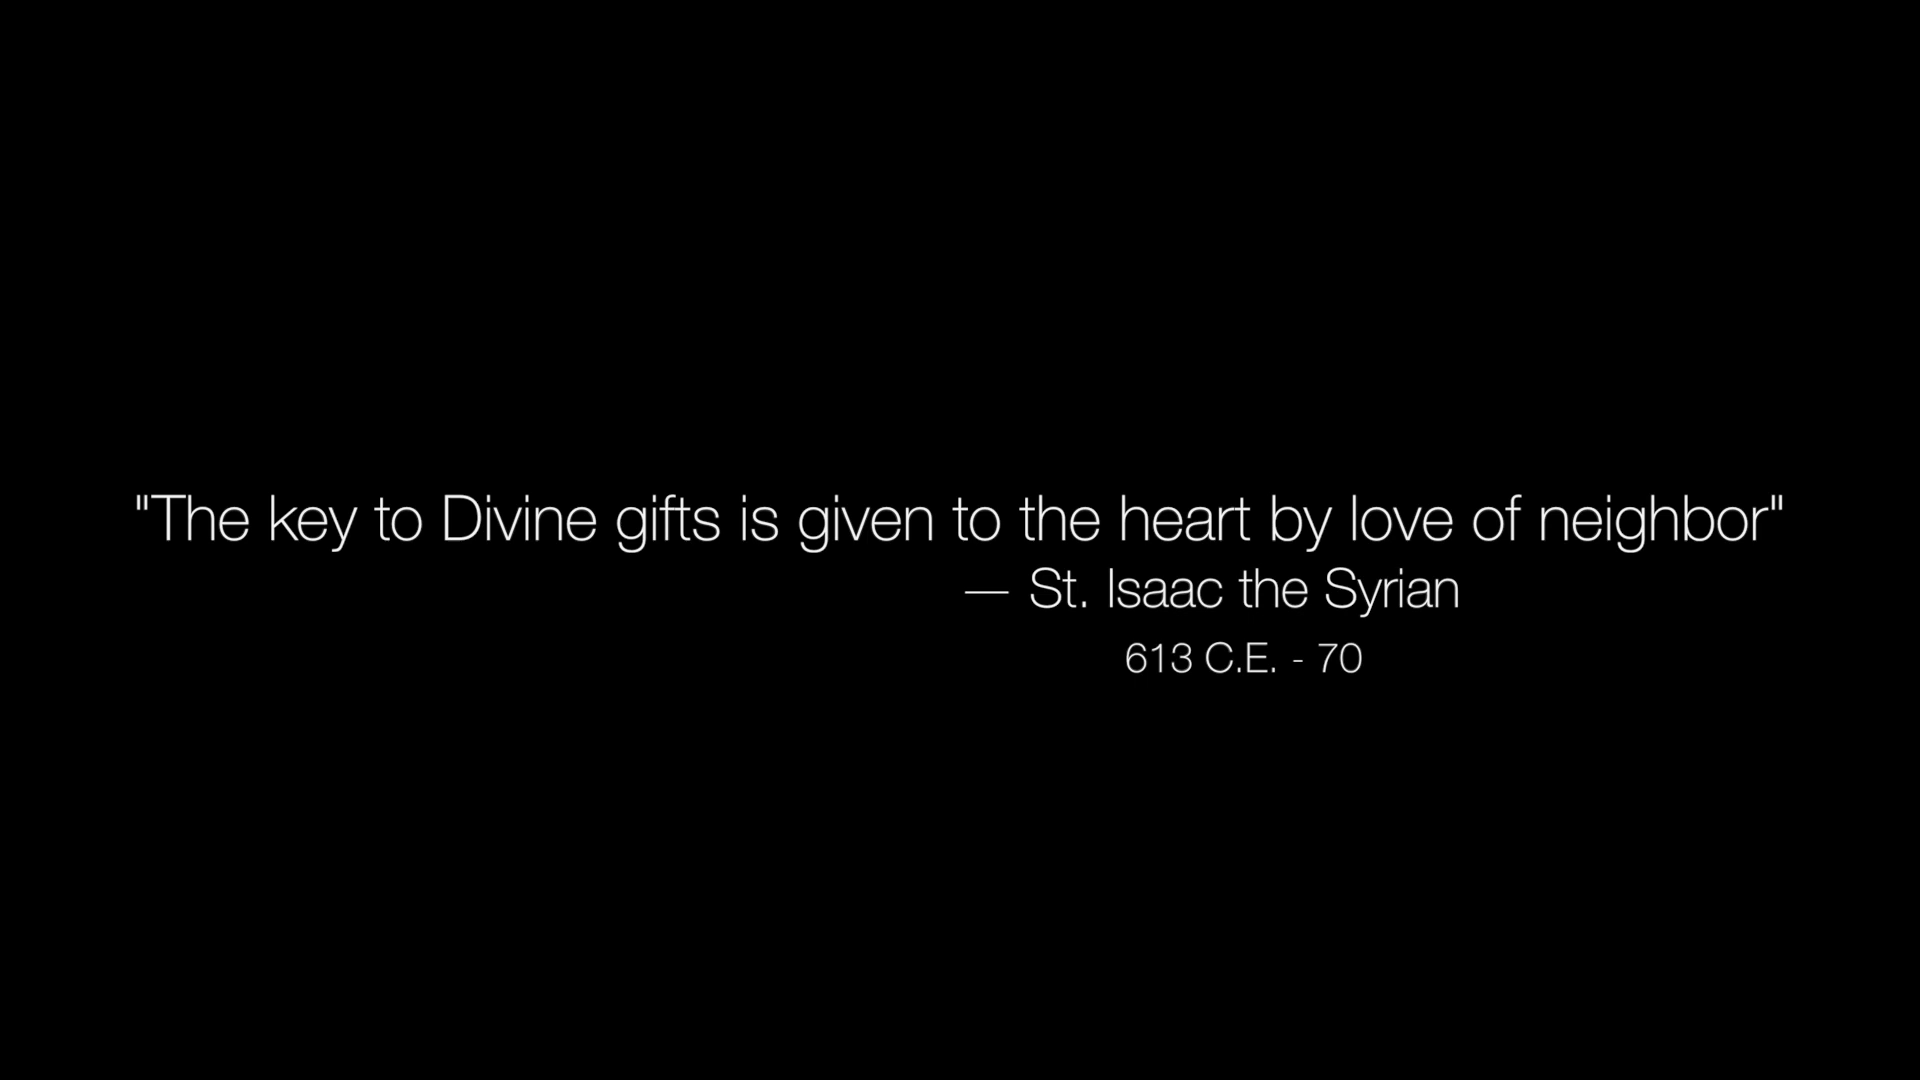 "The key to Divine gifts is given to the heart by love of neighbor"
— St. Isaac the Syrian
613 C.E. - 70